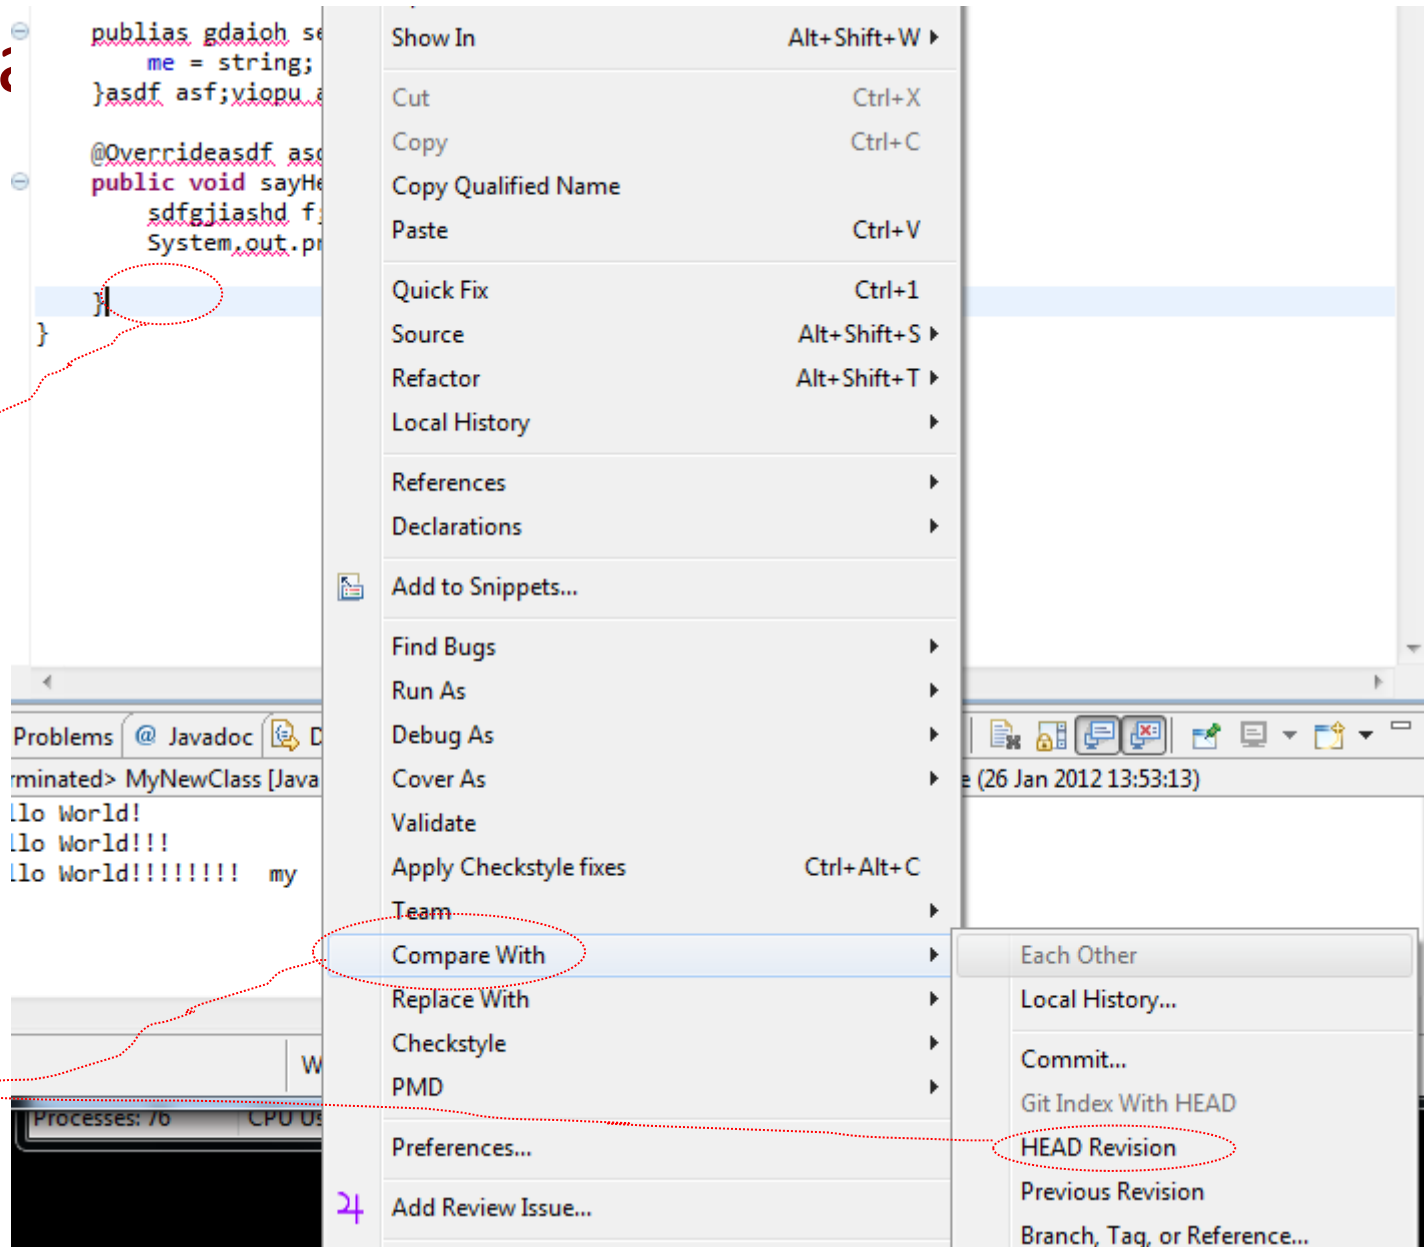 publias gdaioh se
me = string;
}asdf asf;viopu a
@Overrideasdf asd
public void sayHe
sdfgjiashd f
System.out.pr
}
}
Show In Alt+Shift+W
Cut Ctrl+X
Copy Ctrl+C
Copy Qualified Name
Paste Ctrl+V
Quick Fix Ctrl+1
Source Alt+Shift+S
Refactor Alt+Shift+T
Local History
References
Declarations
Add to Snippets...
Find Bugs
Run As
Debug As
Cover As
Validate
Apply Checkstyle fixes Ctrl+Alt+C
Team
Compare With
Replace With
Checkstyle
PMD
Preferences...
Add Review Issue...
Each Other
Local History...
Commit...
Git Index With HEAD
HEAD Revision
Previous Revision
Branch, Tag, or Reference...
Problems @ Javadoc D
rminated> MyNewClass [Java e (26 Jan 2012 13:53:13)
llo World!
llo World!!!
llo World!!!!!!!! my
W
Processes: 76 CPU Us